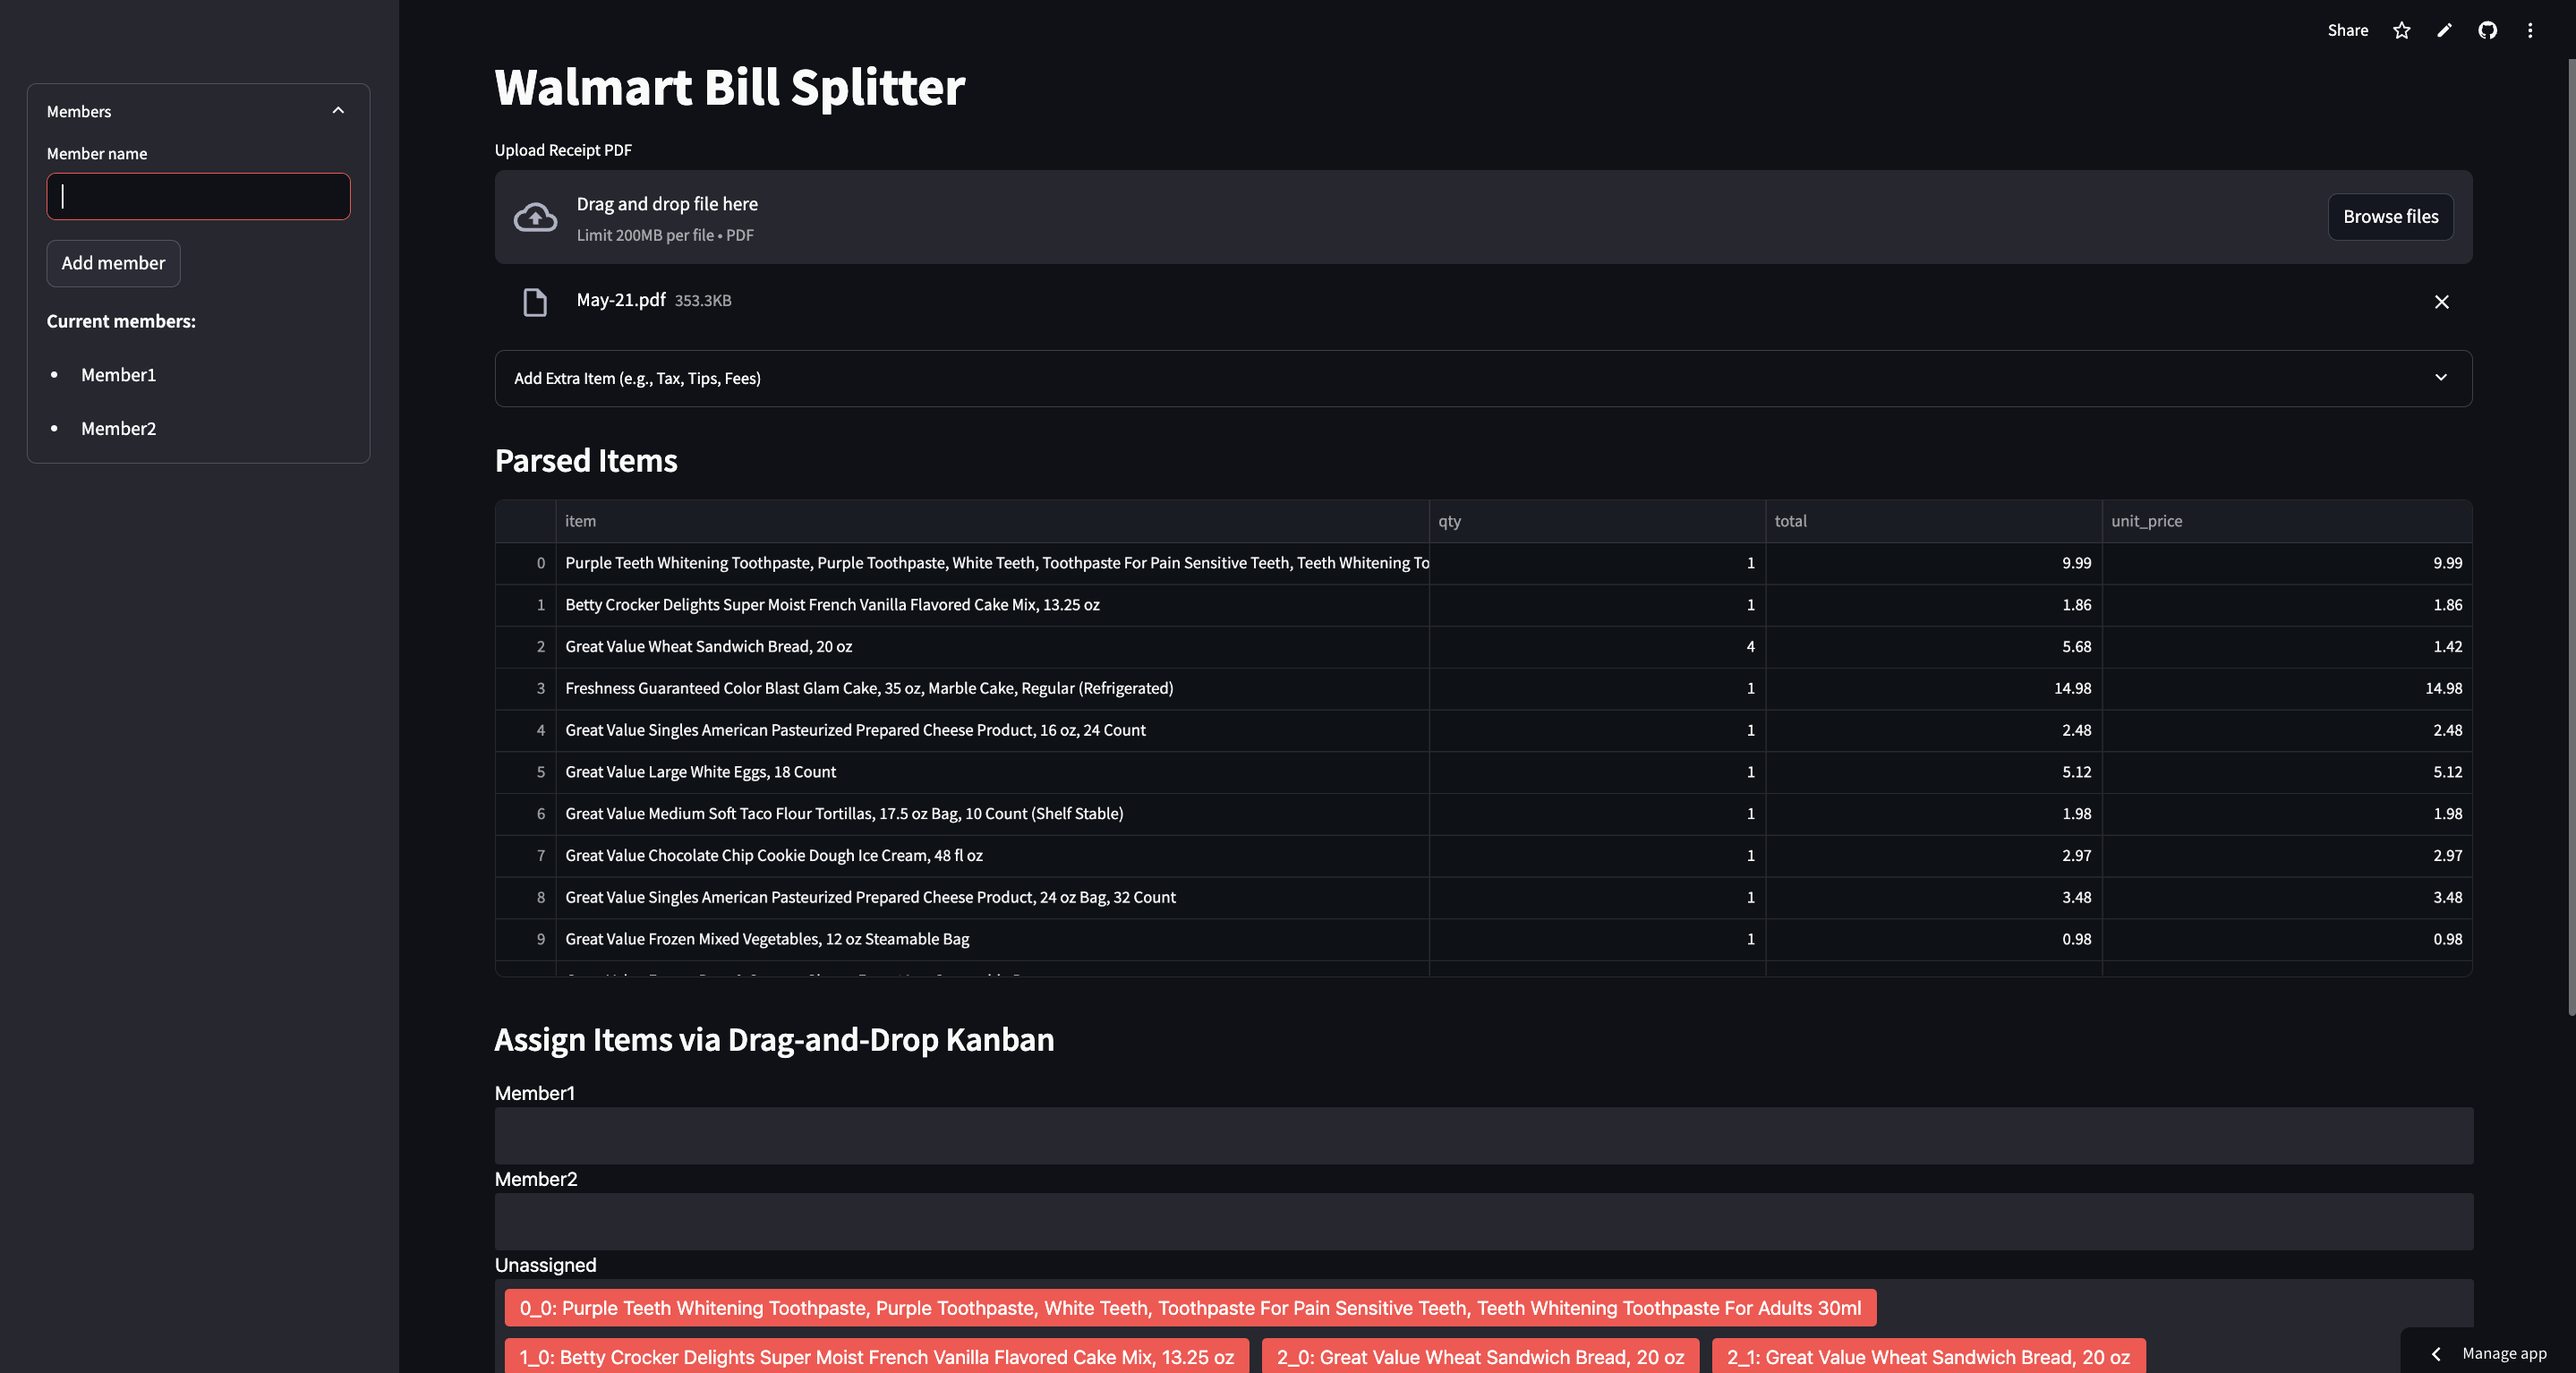 Share
Members
Member name
Add member
Current members:
• Member1
• Member2
Walmart Bill Splitter
Upload Receipt PDF
Drag and drop file here
Limit 200MB per file • PDF
Browse files
May-21.pdf 353.3KB
Add Extra Item (e.g., Tax, Tips, Fees)
Parsed Items
item qty total unit_price
0 Purple Teeth Whitening Toothpaste, Purple Toothpaste, White Teeth, Toothpaste For Pain Sensitive Teeth, Teeth Whitening To 1 9.99 9.99
1 Betty Crocker Delights Super Moist French Vanilla Flavored Cake Mix, 13.25 oz 1 1.86 1.86
2 Great Value Wheat Sandwich Bread, 20 oz 4 5.68 1.42
3 Freshness Guaranteed Color Blast Glam Cake, 35 oz, Marble Cake, Regular (Refrigerated) 1 14.98 14.98
4 Great Value Singles American Pasteurized Prepared Cheese Product, 16 oz, 24 Count 1 2.48 2.48
5 Great Value Large White Eggs, 18 Count 1 5.12 5.12
6 Great Value Medium Soft Taco Flour Tortillas, 17.5 oz Bag, 10 Count (Shelf Stable) 1 1.98 1.98
7 Great Value Chocolate Chip Cookie Dough Ice Cream, 48 fl oz 1 2.97 2.97
8 Great Value Singles American Pasteurized Prepared Cheese Product, 24 oz Bag, 32 Count 1 3.48 3.48
9 Great Value Frozen Mixed Vegetables, 12 oz Steamable Bag 1 0.98 0.98
Assign Items via Drag-and-Drop Kanban
Member1
Member2
Unassigned
0_0: Purple Teeth Whitening Toothpaste, Purple Toothpaste, White Teeth, Toothpaste For Pain Sensitive Teeth, Teeth Whitening Toothpaste For Adults 30ml
1_0: Betty Crocker Delights Super Moist French Vanilla Flavored Cake Mix, 13.25 oz 2_0: Great Value Wheat Sandwich Bread, 20 oz 2_1: Great Value Wheat Sandwich Bread, 20 oz
Manage app